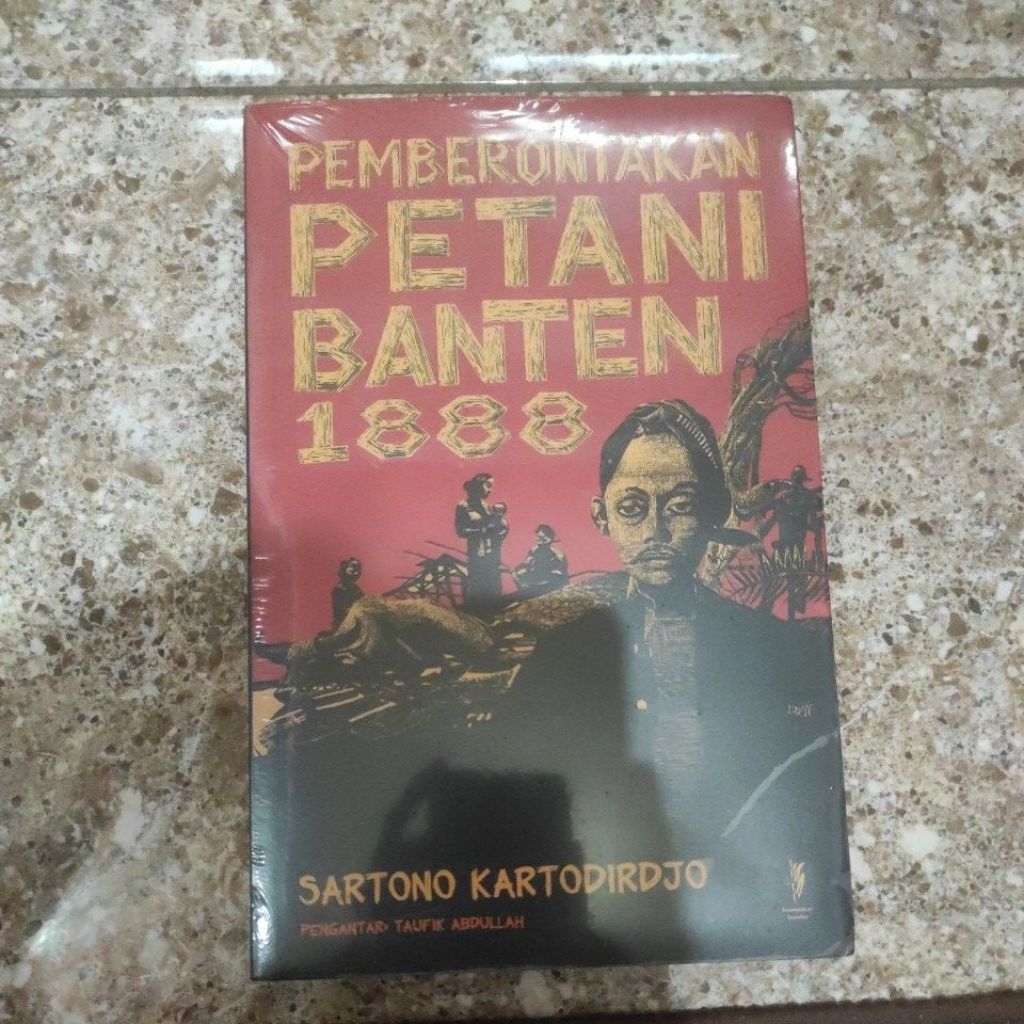 PEMBERONTAKAN
PETANI
BANTEN
1888
SARTONO KARTODIRDJO
PENGANTAR: TAUFIK ABDULLAH